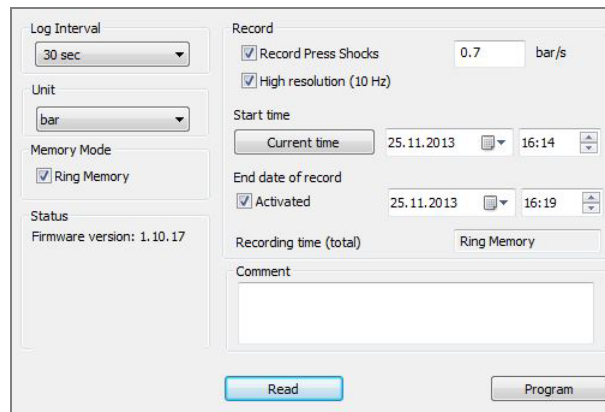 Log Interval
30 sec
Unit
bar
Memory Mode
Ring Memory
Status
Firmware version: 1.10.17
Record
Record Press Shocks 0.7 bar/s
High resolution (10 Hz)
Start time
Current time 25.11.2013 16:14
End date of record
Activated 25.11.2013 16:19
Recording time (total) Ring Memory
Comment
Read Program